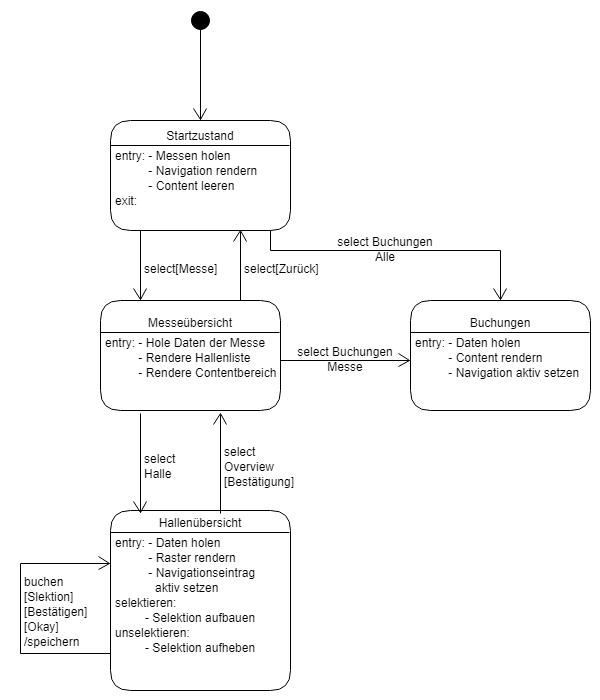 Startzustand
entry: - Messen holen
- Navigation rendern
- Content leeren
exit:
select[Messe]
select[Zurück]
select Buchungen
Alle
Messeübersicht
entry: - Hole Daten der Messe
- Rendere Hallenliste
- Rendere Contentbereich
select Buchungen
Messe
Buchungen
entry: - Daten holen
- Content rendern
- Navigation aktiv setzen
select
Halle
select
Overview
[Bestätigung]
Hallenübersicht
entry: - Daten holen
- Raster rendern
- Navigationseintrag
aktiv setzen
selektieren:
- Selektion aufbauen
unselektieren:
- Selektion aufheben
buchen
[Slektion]
[Bestätigen]
[Okay]
/speichern